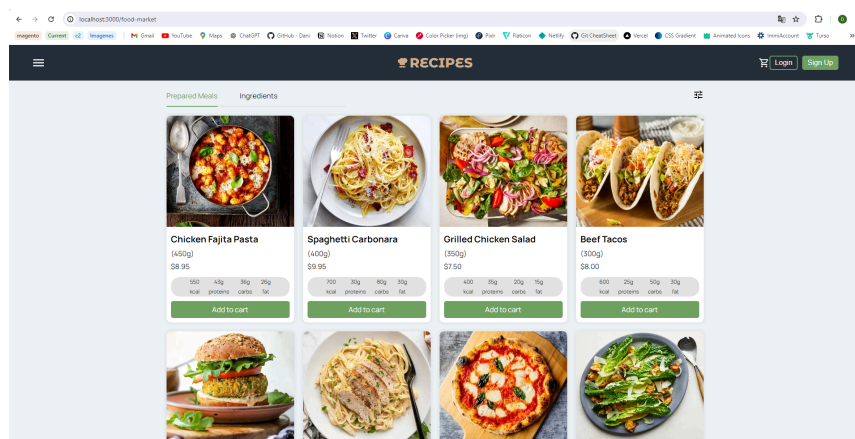 localhost:3000/food-market
magento Current c2 Imagenes M Gmail YouTube Maps ChatGPT GitHub - Dani Notion Twitter Canva Color Picker (img) Pixlr Flaticon Netlify Git CheatSheet Vercel CSS Gradient Animated Icons ImmiAccount Turso »
RECIPES Login Sign Up
Prepared Meals Ingredients
Chicken Fajita Pasta
(450g)
$8.95
550 43g 36g 26g
kcal proteins carbs fat
Add to cart
Spaghetti Carbonara
(400g)
$9.95
700 30g 80g 30g
kcal proteins carbs fat
Add to cart
Grilled Chicken Salad
(350g)
$7.50
400 35g 20g 15g
kcal proteins carbs fat
Add to cart
Beef Tacos
(300g)
$8.00
600 25g 50g 30g
kcal proteins carbs fat
Add to cart